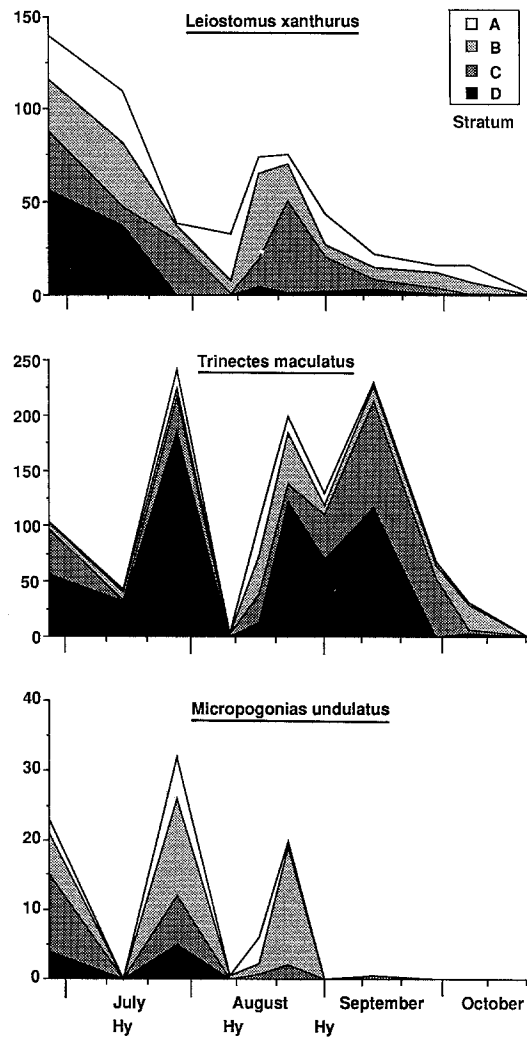 Leiostomus xanthurus
150
100
50
0
A
B
C
D
Stratum
Trinectes maculatus
250
200
150
100
50
0
Micropogonias undulatus
40
30
20
10
0
July August September October
Hy Hy Hy